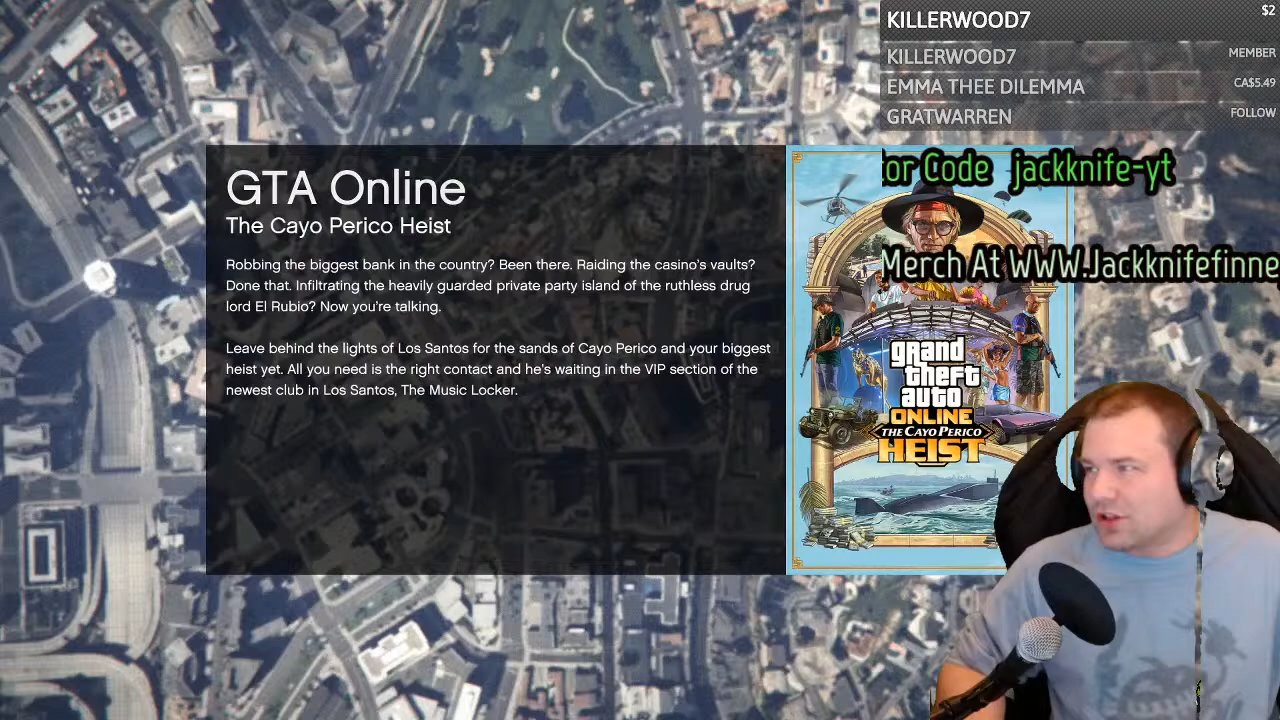 KILLERWOOD7 $2
KILLERWOOD7 MEMBER
EMMA THEE DILEMMA CA$5.49
GRATWARREN FOLLOW
or Code jackknife-yt
Merch At WWW.Jackknifefinne
GTA Online
The Cayo Perico Heist
Robbing the biggest bank in the country? Been there. Raiding the casino's vaults?
Done that. Infiltrating the heavily guarded private party island of the ruthless drug
lord El Rubio? Now you're talking.
Leave behind the lights of Los Santos for the sands of Cayo Perico and your biggest
heist yet. All you need is the right contact and he's waiting in the VIP section of the
newest club in Los Santos, The Music Locker.
grand
theft
auto
ONLINE
THE CAYO PERICO
HEIST